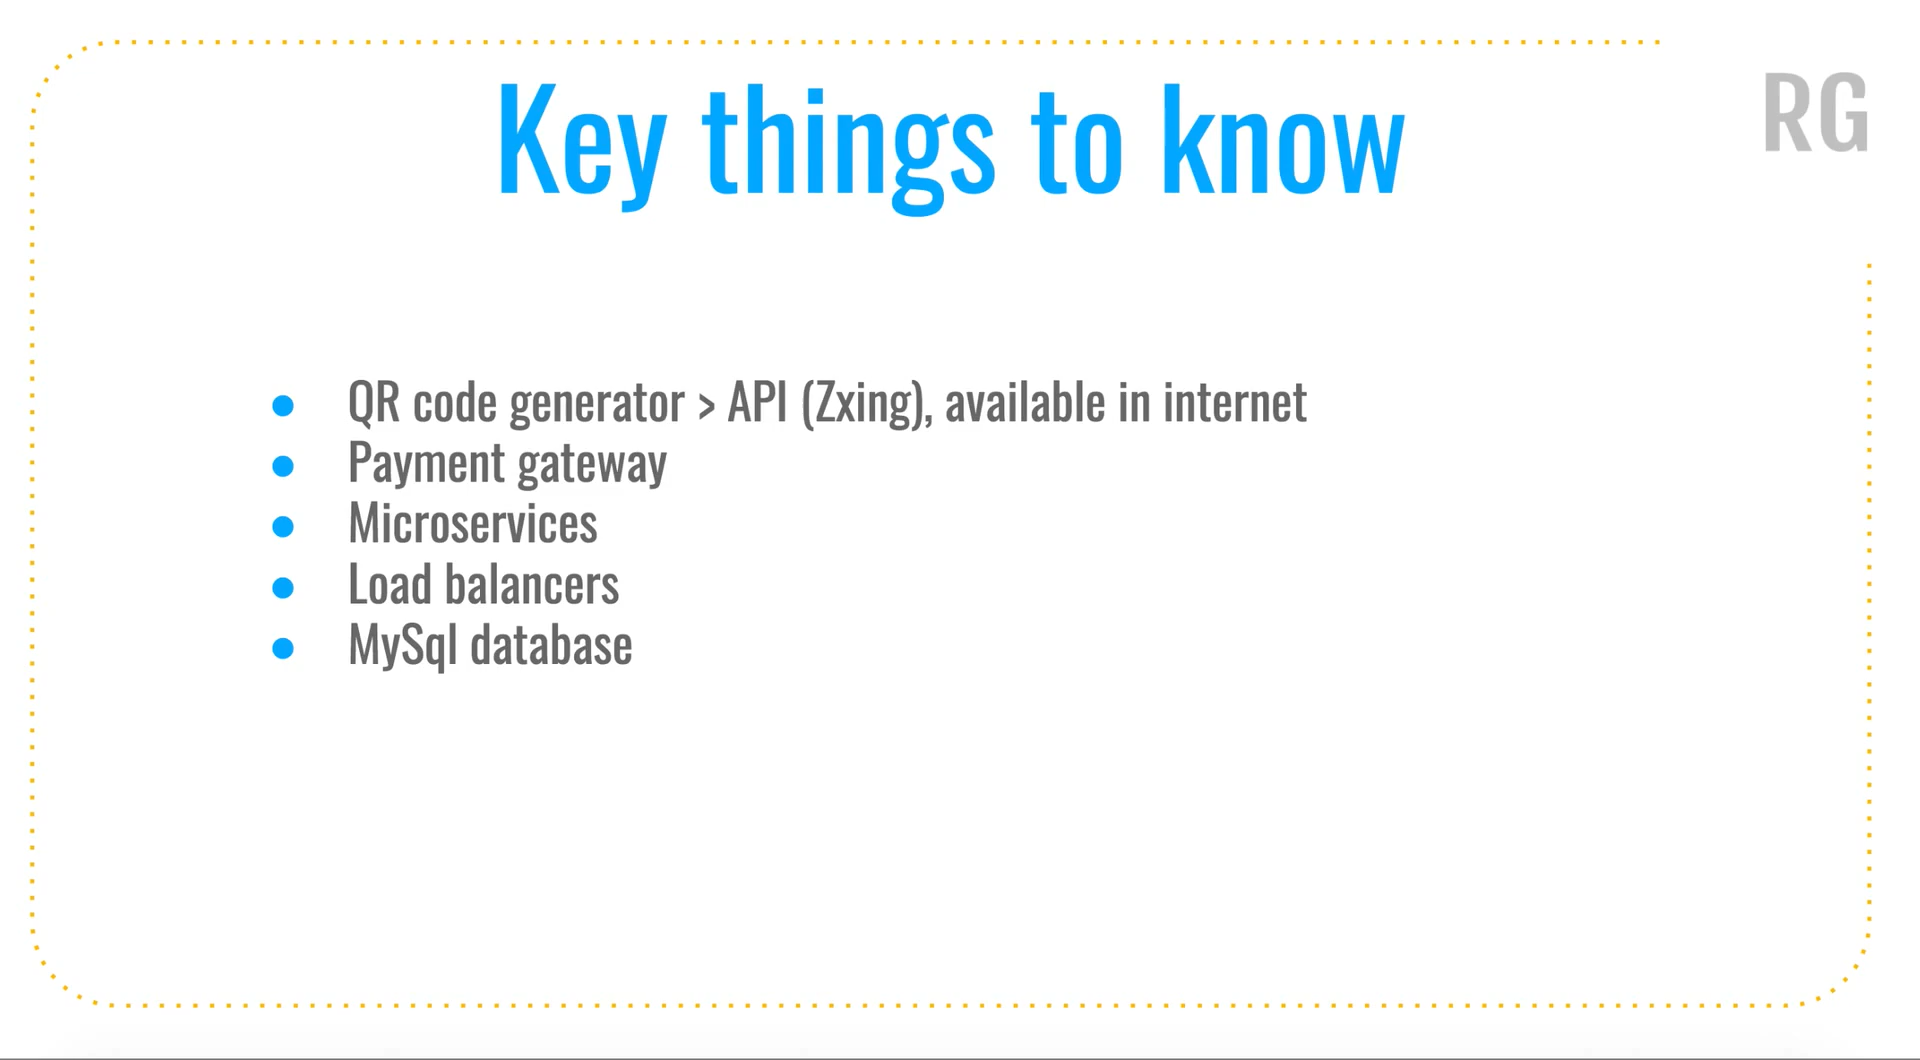 Key things to know
RG
QR code generator > API (Zxing), available in internet
Payment gateway
Microservices
Load balancers
MySql database